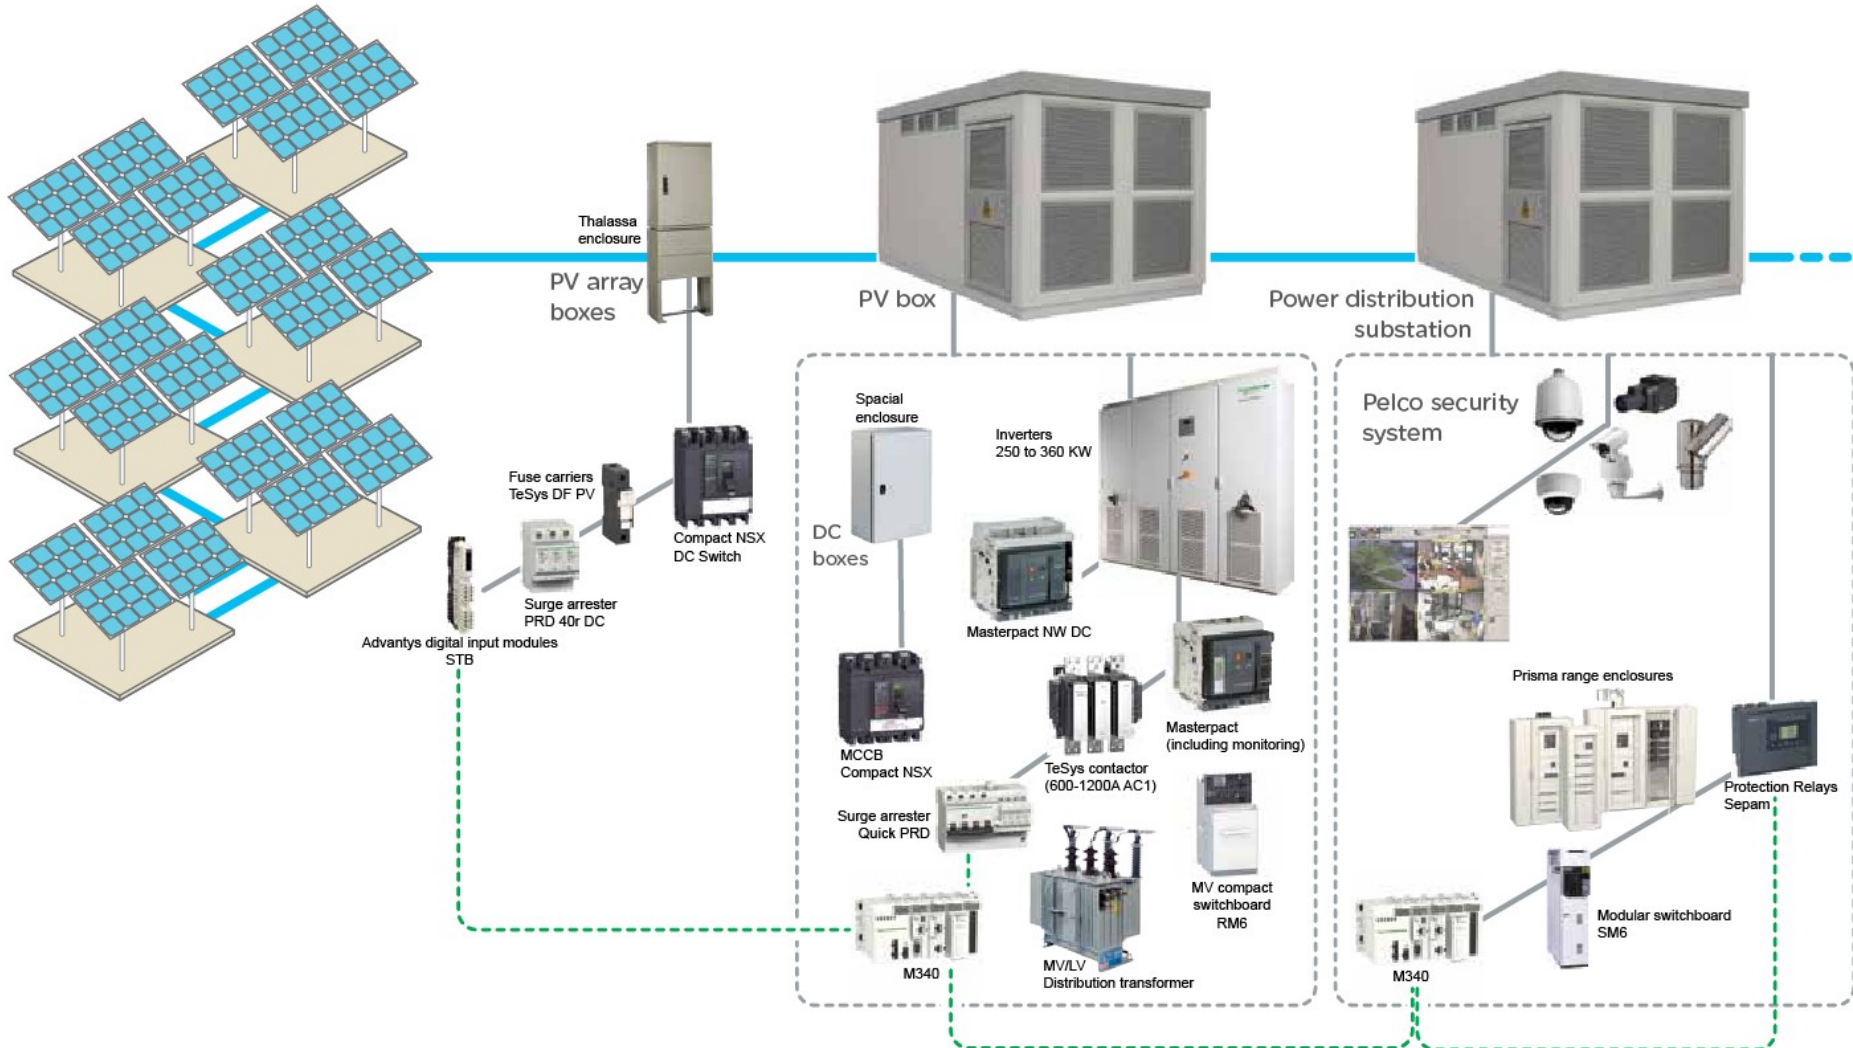 Thalassa
enclosure
PV array
boxes
Fuse carriers
TeSys DF PV
Compact NSX
DC Switch
Surge arrester
PRD 40r DC
Advantys digital input modules
STB
PV box
Spacial
enclosure
DC
boxes
Inverters
250 to 360 KW
Masterpact NW DC
MCCB
Compact NSX
TeSys contactor
(600-1200A AC1)
Masterpact
(including monitoring)
Surge arrester
Quick PRD
MV compact
switchboard
RM6
M340
MV/LV
Distribution transformer
Power distribution
substation
Pelco security
system
Prisma range enclosures
Protection Relays
Sepam
Modular switchboard
SM6
M340